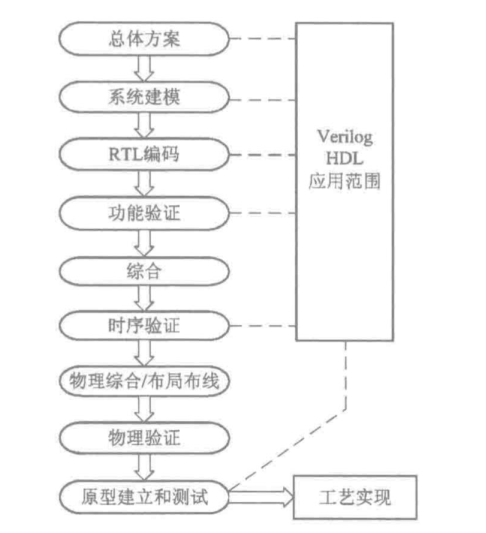 总体方案
系统建模
RTL编码
功能验证
综合
时序验证
物理综合/布局布线
物理验证
原型建立和测试
工艺实现
Verilog
HDL
应用范围